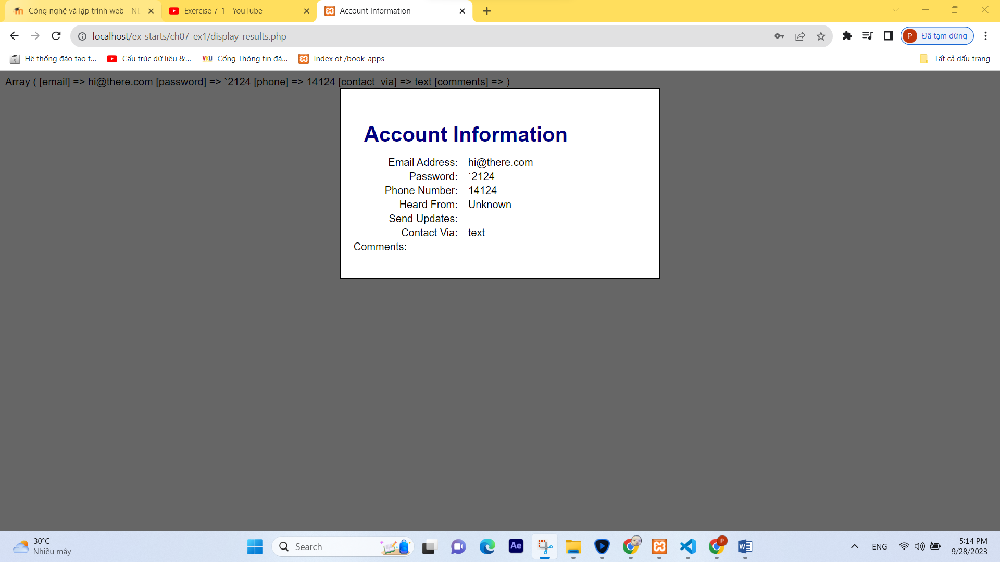 Công nghệ và lập trình web - NL
Exercise 7-1 - YouTube
Account Information
localhost/ex_starts/ch07_ex1/display_results.php
P Đã tạm dừng
Hệ thống đào tạo t...
Cấu trúc dữ liệu &...
VKU Cổng Thông tin đà...
Index of /book_apps
Tất cả dấu trang
Array ( [email] => hi@there.com [password] => `2124 [phone] => 14124 [contact_via] => text [comments] => )
Account Information
Email Address: hi@there.com
Password: `2124
Phone Number: 14124
Heard From: Unknown
Send Updates:
Contact Via: text
Comments:
30°C
Nhiều mây
Search
Ae
P
W
ENG
5:14 PM
9/28/2023